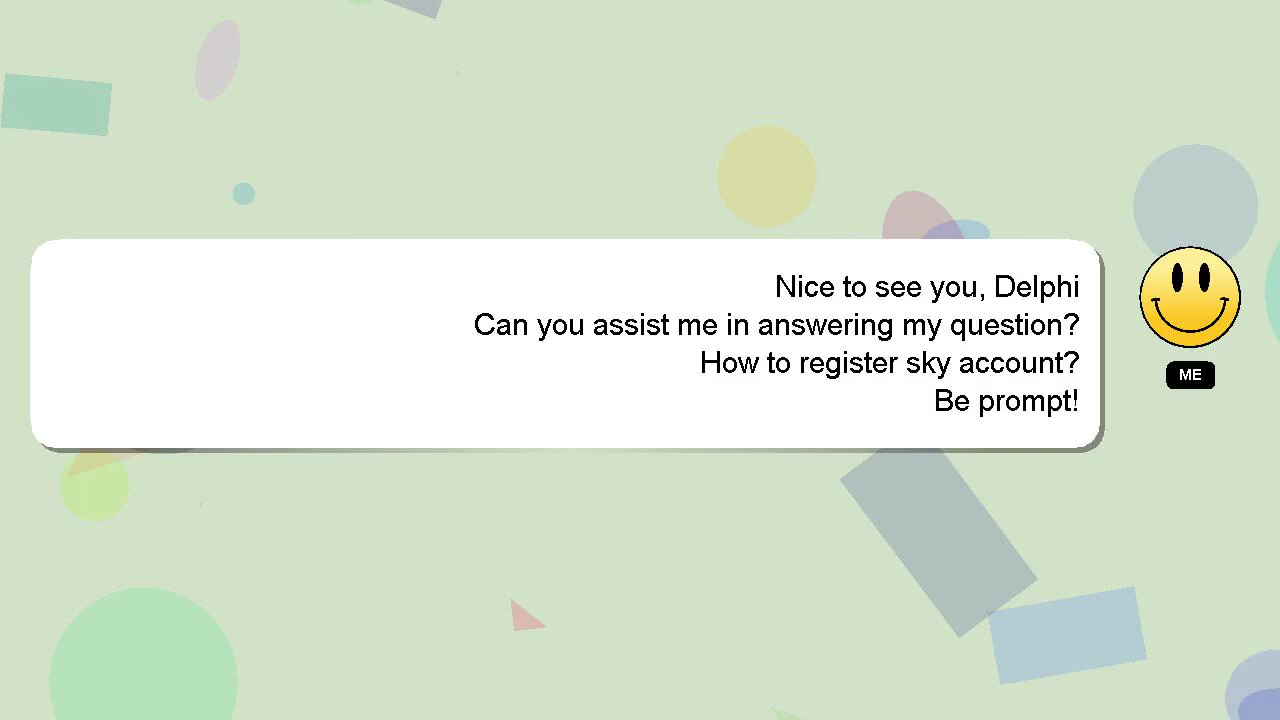 Nice to see you, Delphi
Can you assist me in answering my question?
How to register sky account?
Be prompt!
ME